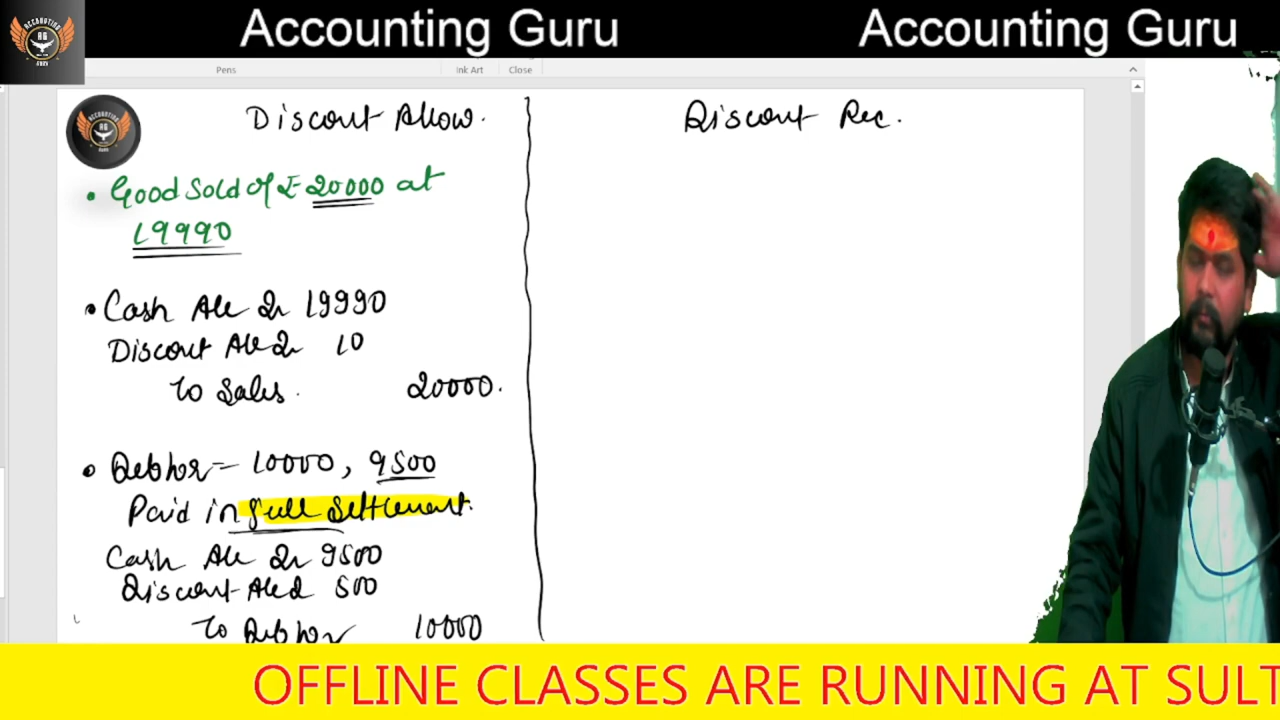 Accounting Guru
Accounting Guru
Pens
Ink Art
Close
Discount Allow.
Discount Rec.
• Good Sold of ₹ 20000 at
19990
• Cash A/c Dr 19990
Discount A/c Dr 10
To Sales. 20000.
• Debtor = 10000, 9500
Paid in full Settlement.
Cash A/c Dr 9500
Discount A/c Dr 500
To Debtor 10000
OFFLINE CLASSES ARE RUNNING AT SULT